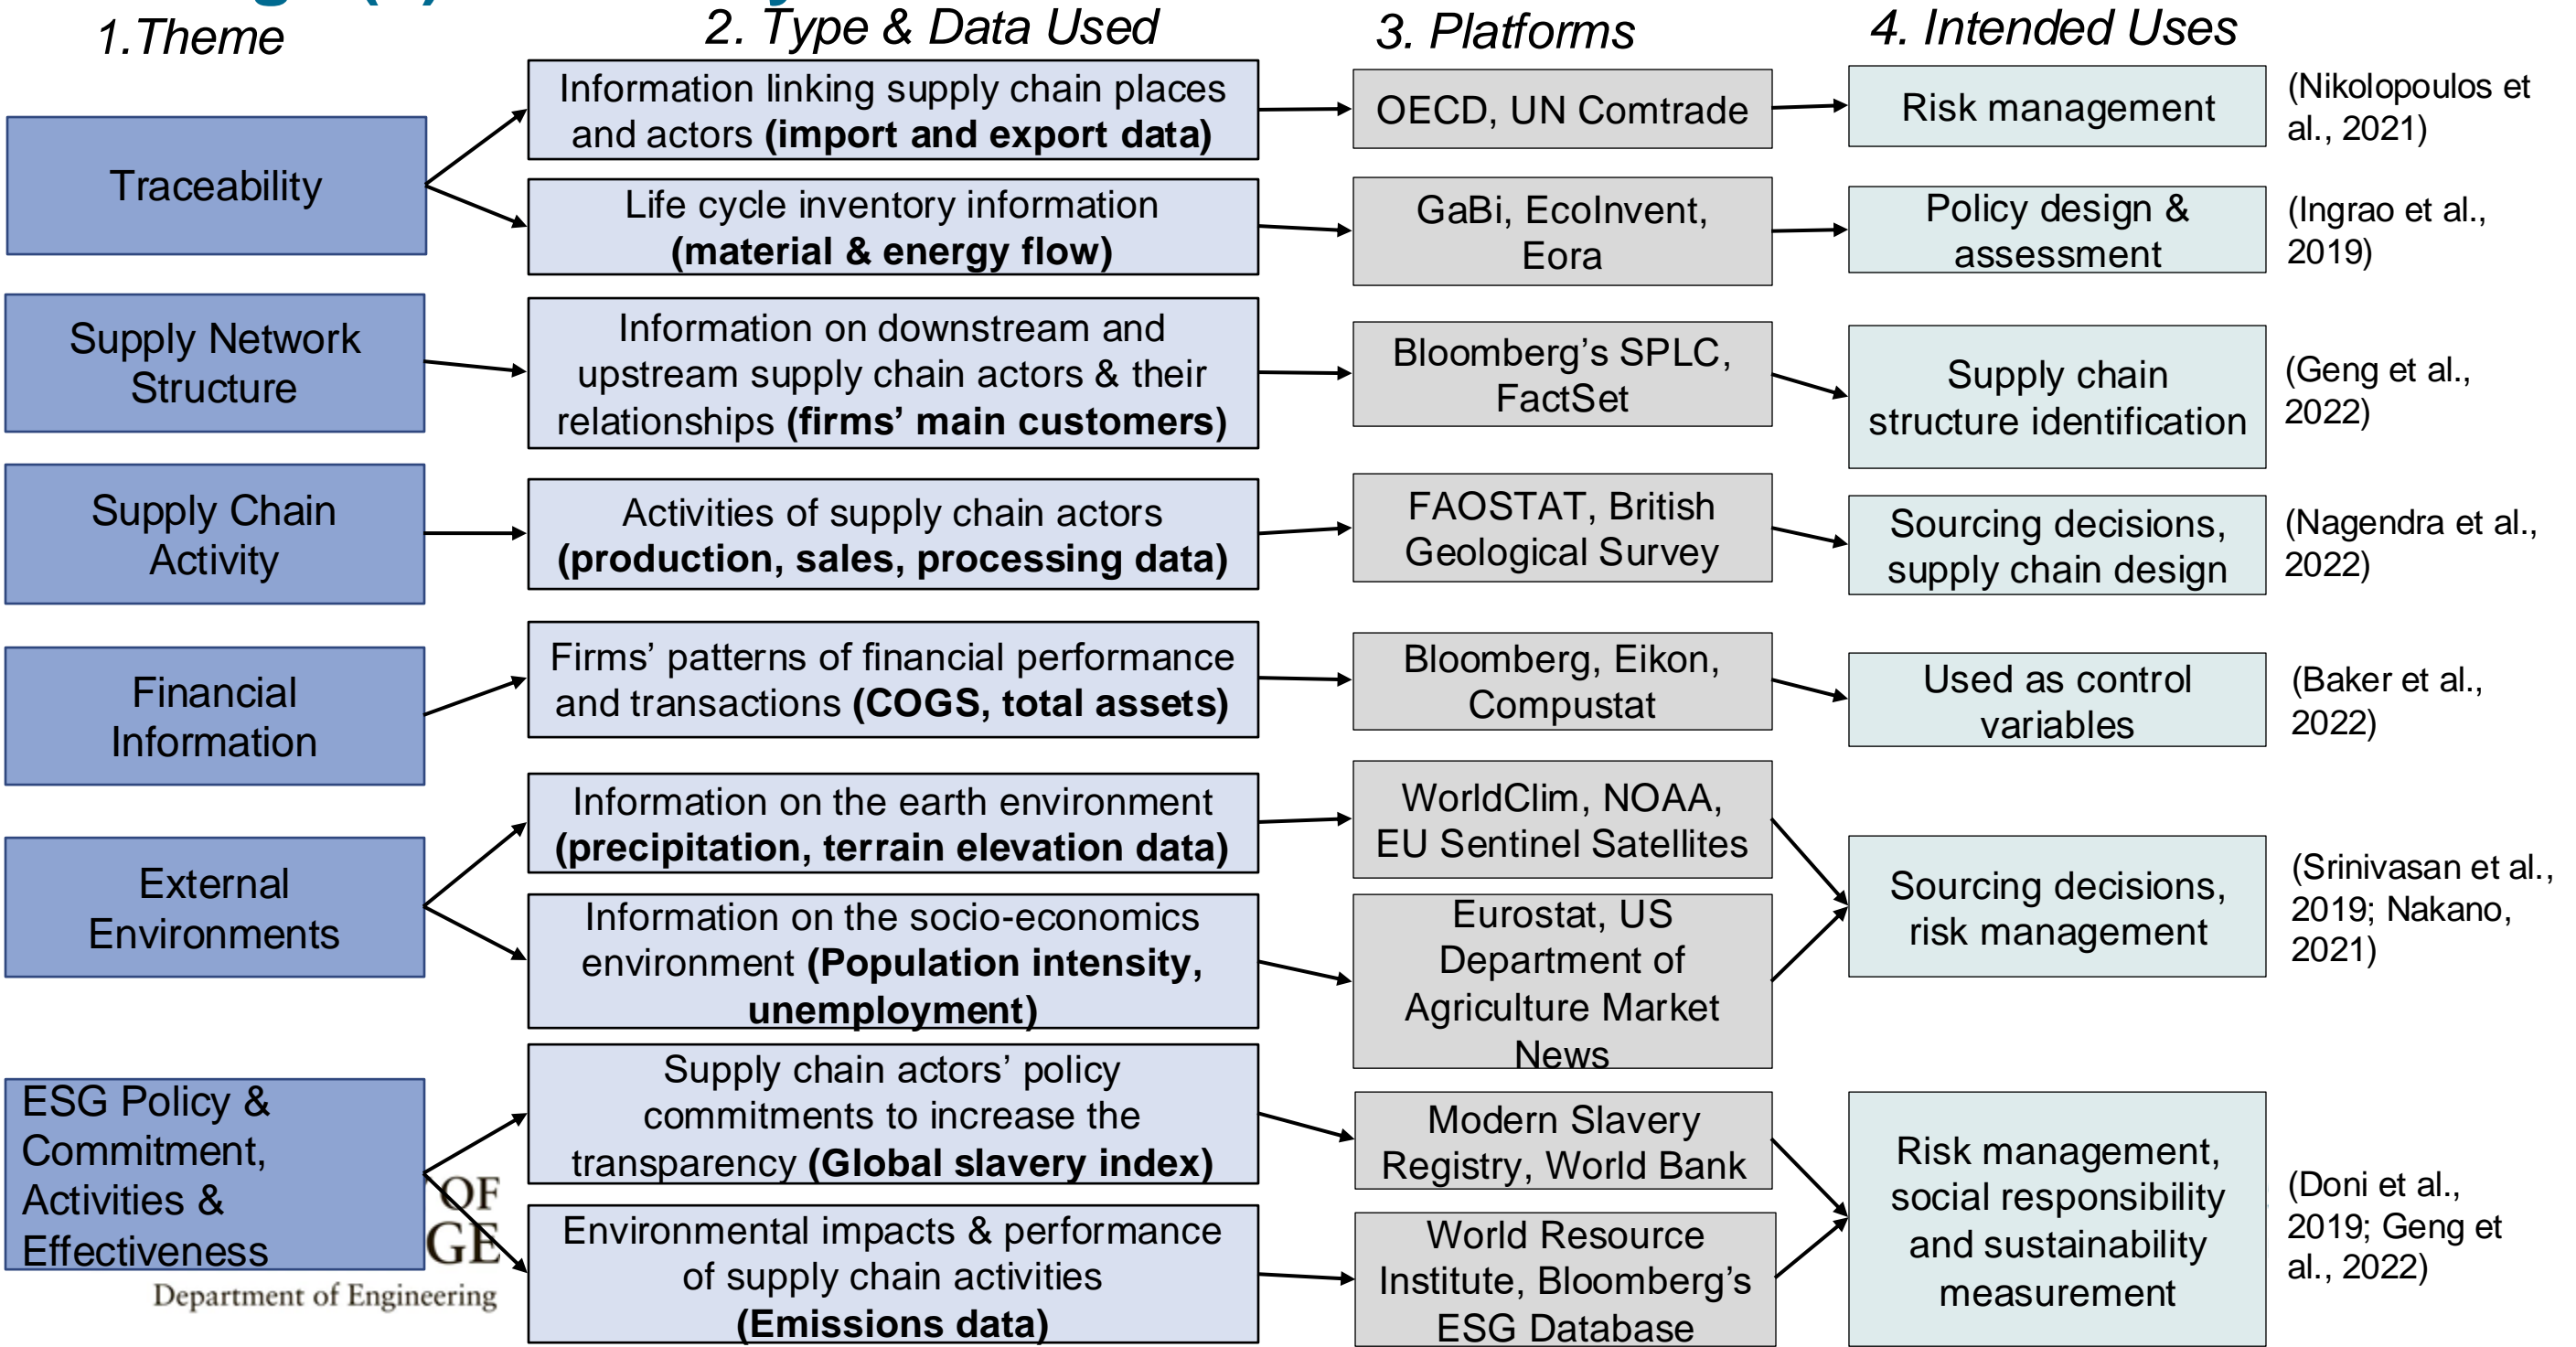 1.Theme
2. Type & Data Used
3. Platforms
4. Intended Uses
Traceability
Information linking supply chain places
and actors (import and export data)
OECD, UN Comtrade
Risk management
(Nikolopoulos et
al., 2021)
Life cycle inventory information
(material & energy flow)
GaBi, EcoInvent,
Eora
Policy design &
assessment
(Ingrao et al.,
2019)
Supply Network
Structure
Information on downstream and
upstream supply chain actors & their
relationships (firms’ main customers)
Bloomberg’s SPLC,
FactSet
Supply chain
structure identification
(Geng et al.,
2022)
Supply Chain
Activity
Activities of supply chain actors
(production, sales, processing data)
FAOSTAT, British
Geological Survey
Sourcing decisions,
supply chain design
(Nagendra et al.,
2022)
Financial
Information
Firms’ patterns of financial performance
and transactions (COGS, total assets)
Bloomberg, Eikon,
Compustat
Used as control
variables
(Baker et al.,
2022)
External
Environments
Information on the earth environment
(precipitation, terrain elevation data)
WorldClim, NOAA,
EU Sentinel Satellites
Information on the socio-economics
environment (Population intensity,
unemployment)
Eurostat, US
Department of
Agriculture Market
News
Sourcing decisions,
risk management
(Srinivasan et al.,
2019; Nakano,
2021)
ESG Policy &
Commitment,
Activities &
Effectiveness
Supply chain actors’ policy
commitments to increase the
transparency (Global slavery index)
Modern Slavery
Registry, World Bank
Environmental impacts & performance
of supply chain activities
(Emissions data)
World Resource
Institute, Bloomberg’s
ESG Database
Risk management,
social responsibility
and sustainability
measurement
(Doni et al.,
2019; Geng et
al., 2022)
OF
GE
Department of Engineering